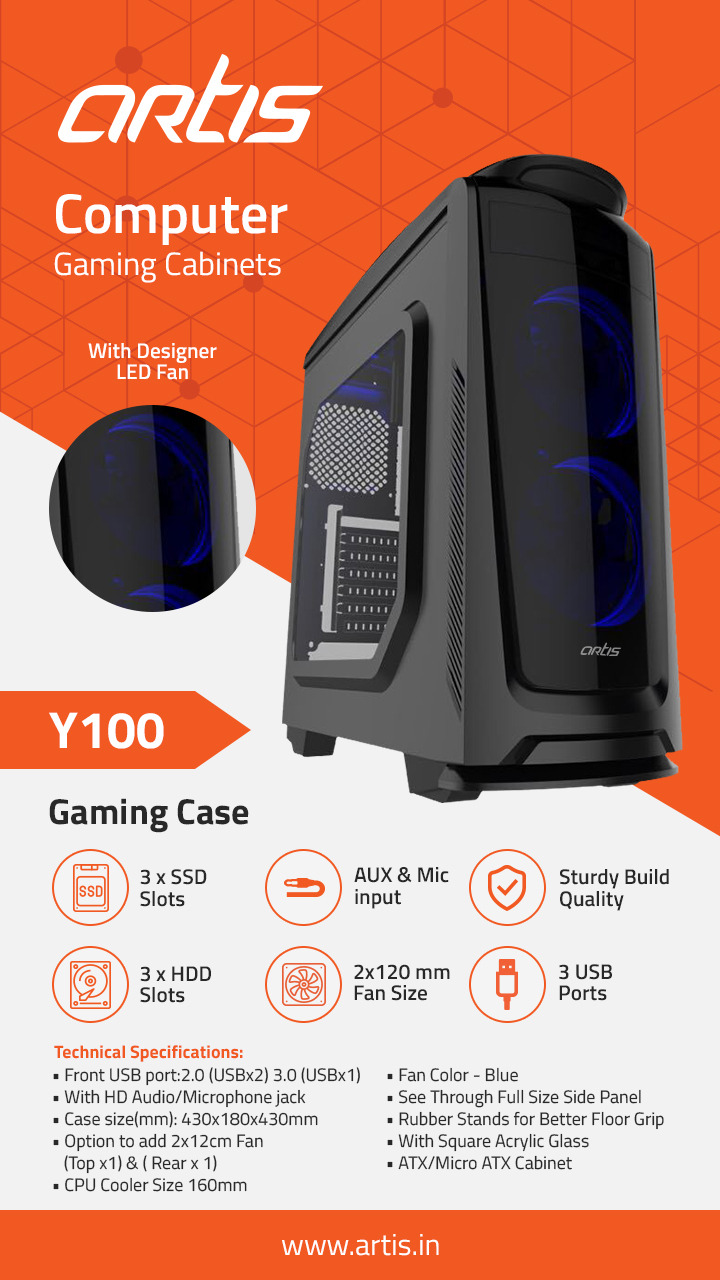 artis
Computer
Gaming Cabinets
With Designer
LED Fan
artis
Y100
Gaming Case
SSD
3 x SSD
Slots
AUX & Mic
input
Sturdy Build
Quality
3 x HDD
Slots
2x120 mm
Fan Size
3 USB
Ports
Technical Specifications:
▪ Front USB port:2.0 (USBx2) 3.0 (USBx1)
▪ With HD Audio/Microphone jack
▪ Case size(mm): 430x180x430mm
▪ Option to add 2x12cm Fan
(Top x1) & ( Rear x 1)
▪ CPU Cooler Size 160mm
▪ Fan Color - Blue
▪ See Through Full Size Side Panel
▪ Rubber Stands for Better Floor Grip
▪ With Square Acrylic Glass
▪ ATX/Micro ATX Cabinet
www.artis.in